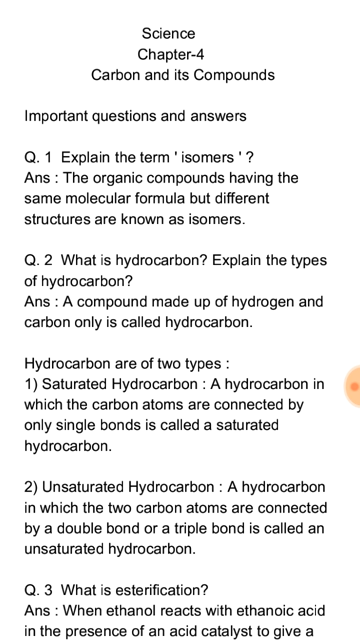 Science
Chapter-4
Carbon and its Compounds
Important questions and answers
Q. 1  Explain the term ' isomers ' ?
Ans : The organic compounds having the
same molecular formula but different
structures are known as isomers.
Q. 2  What is hydrocarbon? Explain the types
of hydrocarbon?
Ans : A compound made up of hydrogen and
carbon only is called hydrocarbon.
Hydrocarbon are of two types :
1) Saturated Hydrocarbon : A hydrocarbon in
which the carbon atoms are connected by
only single bonds is called a saturated
hydrocarbon.
2) Unsaturated Hydrocarbon : A hydrocarbon
in which the two carbon atoms are connected
by a double bond or a triple bond is called an
unsaturated hydrocarbon.
Q. 3  What is esterification?
Ans : When ethanol reacts with ethanoic acid
in the presence of an acid catalyst to give a